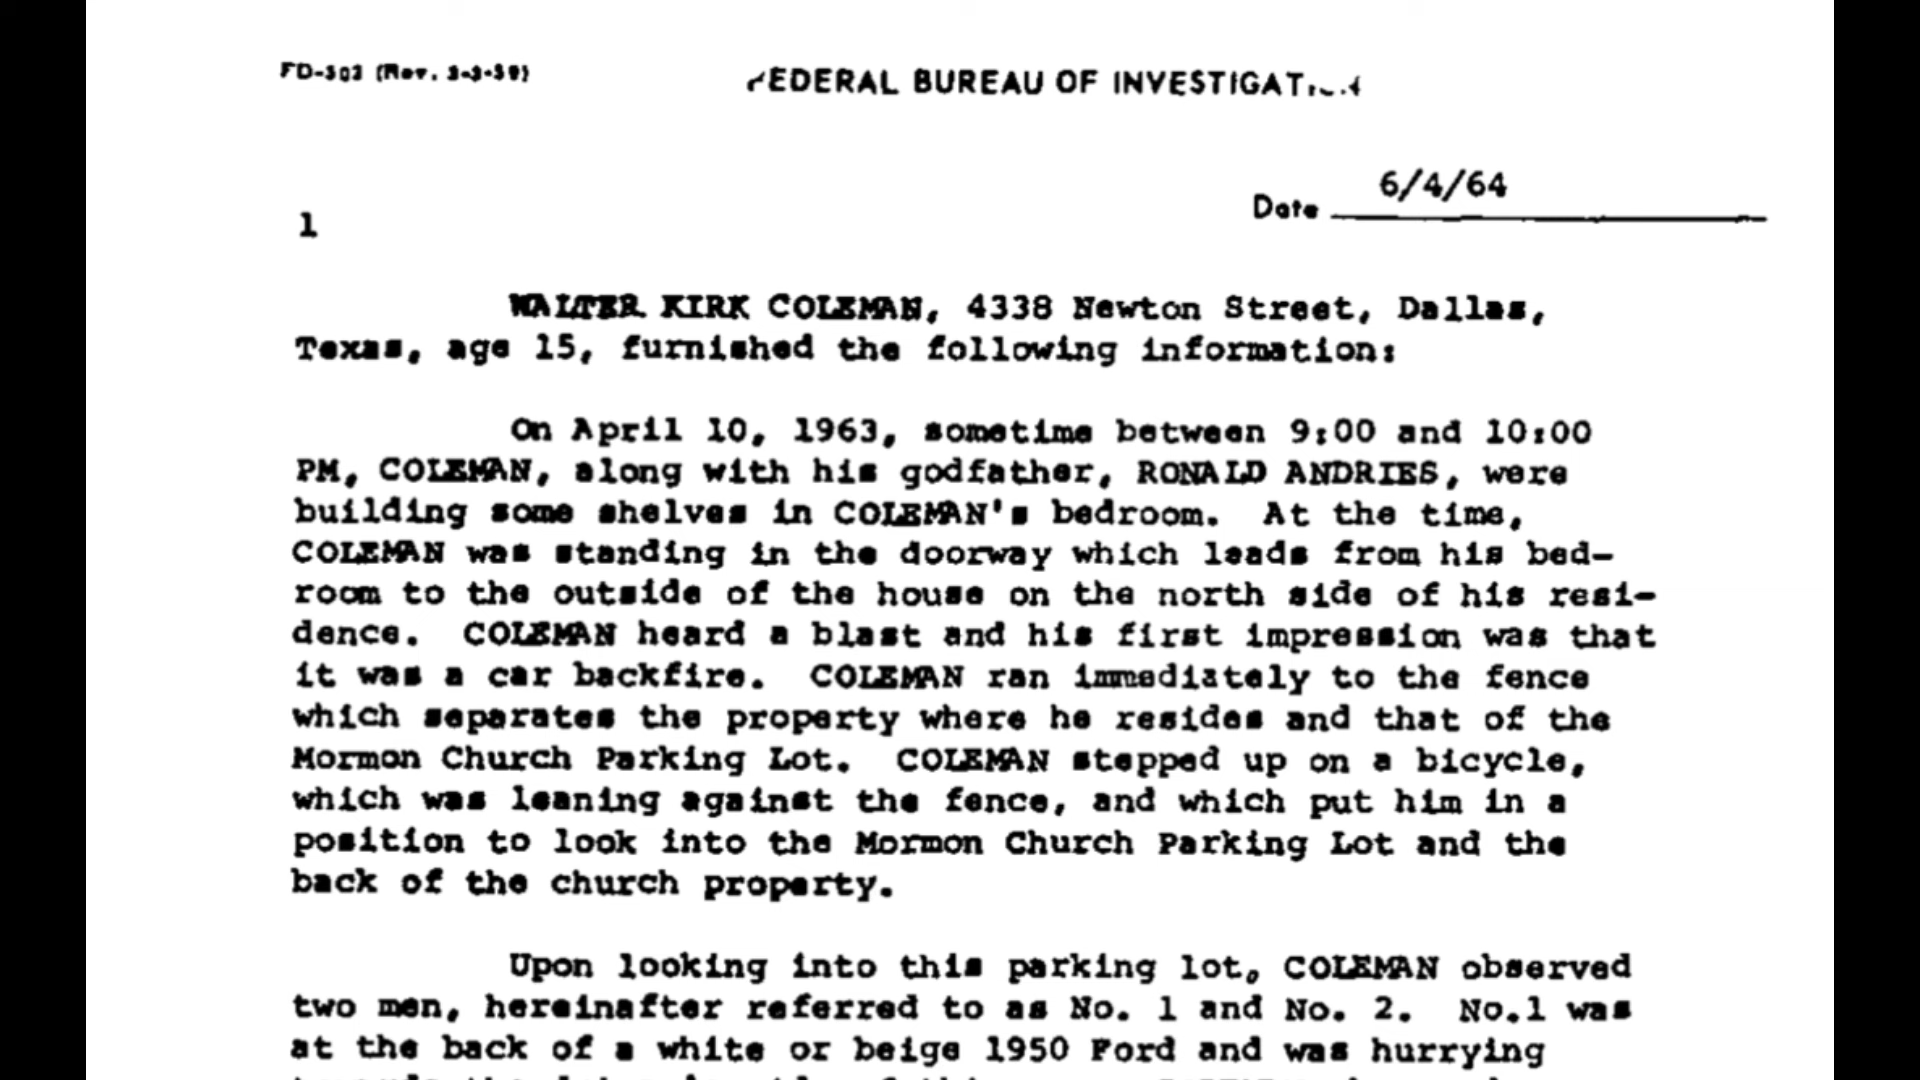 FD-302 (Rev. 3-3-59)
FEDERAL BUREAU OF INVESTIGATION
Date 6/4/64
1
WALTER KIRK COLEMAN, 4338 Newton Street, Dallas,
Texas, age 15, furnished the following information:
On April 10, 1963, sometime between 9:00 and 10:00
PM, COLEMAN, along with his godfather, RONALD ANDRIES, were
building some shelves in COLEMAN's bedroom. At the time,
COLEMAN was standing in the doorway which leads from his bed-
room to the outside of the house on the north side of his resi-
dence. COLEMAN heard a blast and his first impression was that
it was a car backfire. COLEMAN ran immediately to the fence
which separates the property where he resides and that of the
Mormon Church Parking Lot. COLEMAN stepped up on a bicycle,
which was leaning against the fence, and which put him in a
position to look into the Mormon Church Parking Lot and the
back of the church property.
Upon looking into this parking lot, COLEMAN observed
two men, hereinafter referred to as No. 1 and No. 2. No.1 was
at the back of a white or beige 1950 Ford and was hurrying